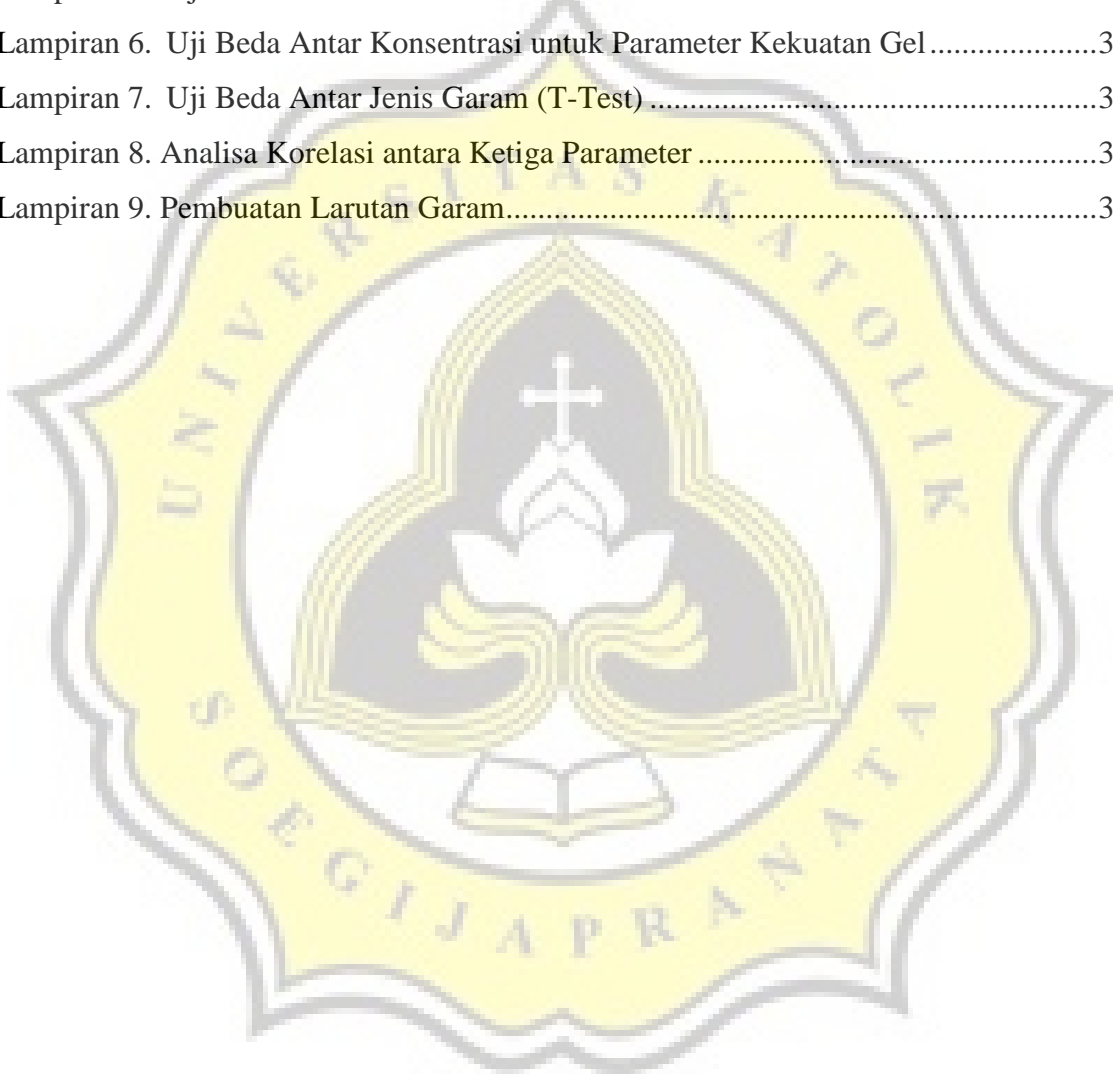 Lampiran 6. Uji Beda Antar Konsentrasi untuk Parameter Kekuatan Gel....................3
Lampiran 7. Uji Beda Antar Jenis Garam (T-Test)....................3
Lampiran 8. Analisa Korelasi antara Ketiga Parameter....................3
Lampiran 9. Pembuatan Larutan Garam....................3
UNIVERSITAS KATOLIK
SOEGIJAPRANATA